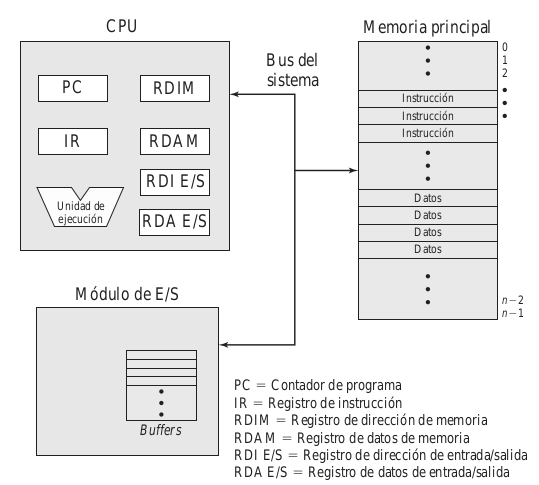 CPU
PC
RDIM
IR
RDAM
RDI E/S
Unidad de
ejecución
RDA E/S
Bus del
sistema
Memoria principal
0
1
2
Instrucción
Instrucción
Instrucción
Datos
Datos
Datos
Datos
n−2
n−1
Módulo de E/S
Buffers
PC = Contador de programa
IR = Registro de instrucción
RDIM = Registro de dirección de memoria
RDAM = Registro de datos de memoria
RDI E/S = Registro de dirección de entrada/salida
RDA E/S = Registro de datos de entrada/salida